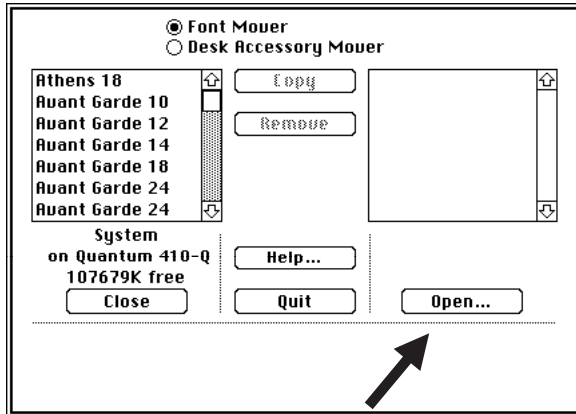 Font Mover
Desk Accessory Mover
Athens 18
Avant Garde 10
Avant Garde 12
Avant Garde 14
Avant Garde 18
Avant Garde 24
Avant Garde 24
Copy
Remove
System
on Quantum 410-Q
107679K free
Close
Help...
Quit
Open...